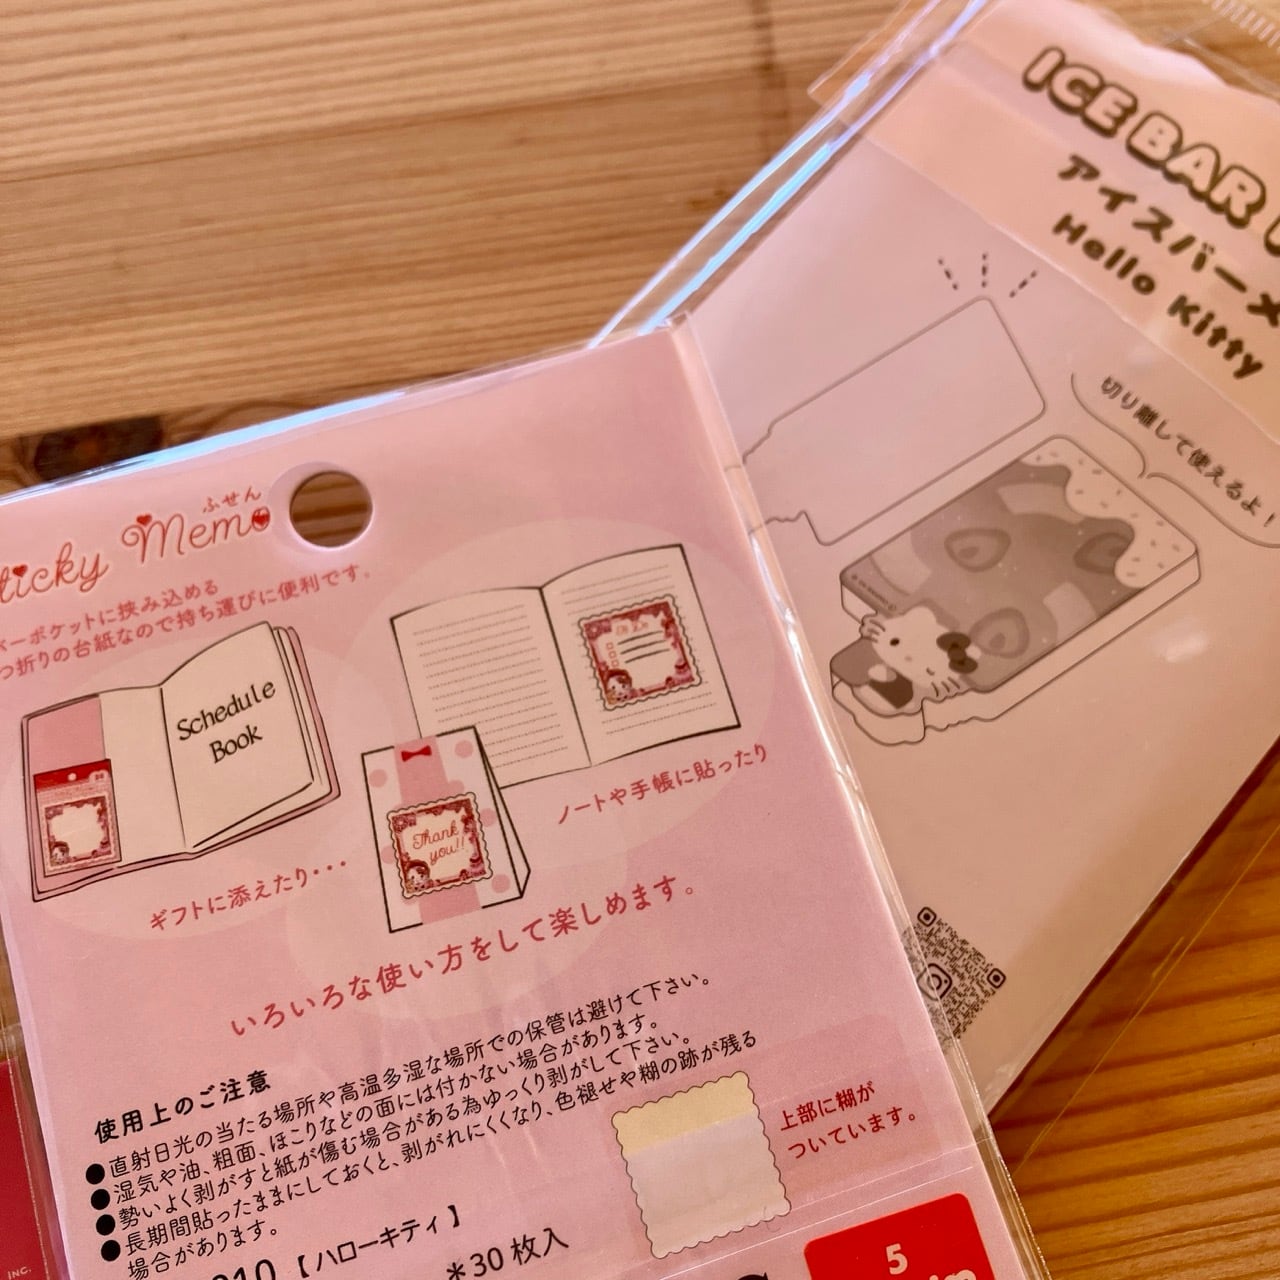 ICE BAR
アイスバーメ
Hello Kitty
切り離して使えるよ！
ふせん
ticky Memo
バーポケットに挟み込める
つ折りの台紙なので持ち運びに便利です。
Schedule
Book
Thank
you!!
ノートや手帳に貼ったり
ギフトに添えたり・・・
いろいろな使い方をして楽しめます。
使用上のご注意
●直射日光の当たる場所や高温多湿な場所での保管は避けて下さい。
●湿気や油、粗面、ほこりなどの面には付かない場合があります。
●勢いよく剥がすと紙が傷む場合がある為ゆっくり剥がして下さい。
●長期間貼ったままにしておくと、剥がれにくくなり、色褪せや糊の跡が残る
場合があります。
上部に糊が
ついています。
010【ハローキティ】
＊30枚入
5
INC.